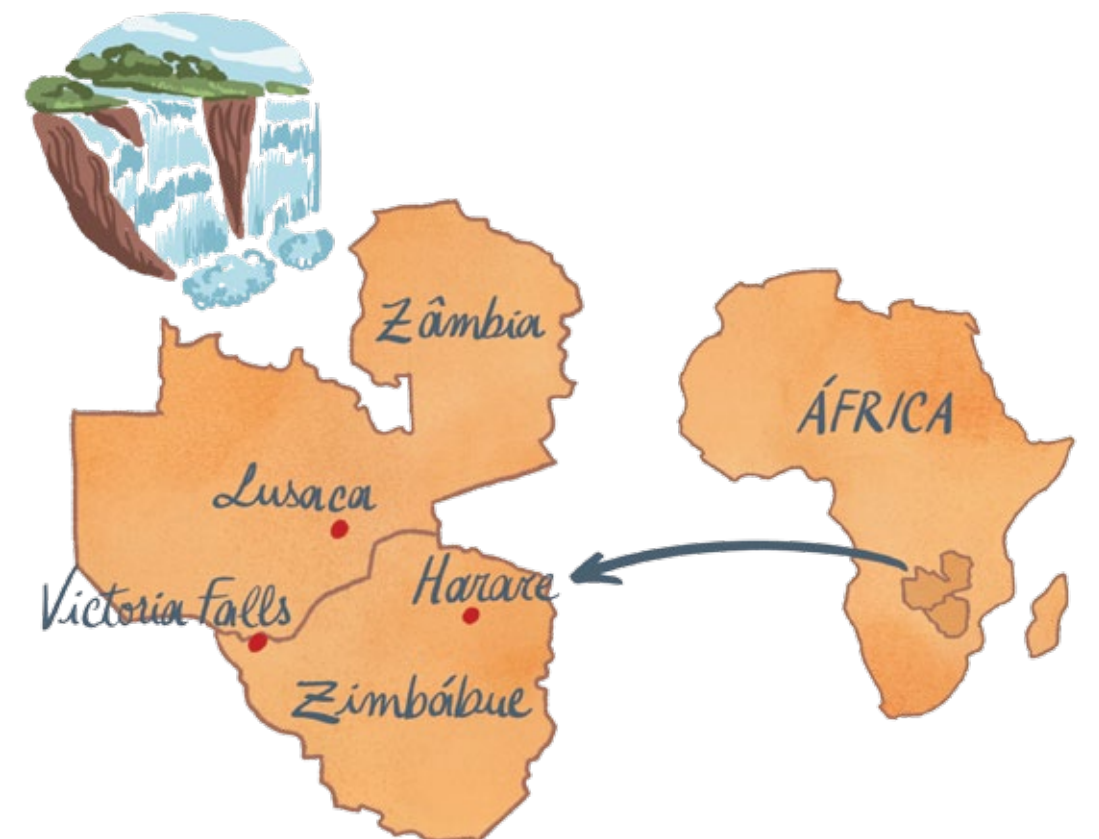 Zâmbia
ÁFRICA
Lusaca
Harare
Victoria Falls
Zimbábue